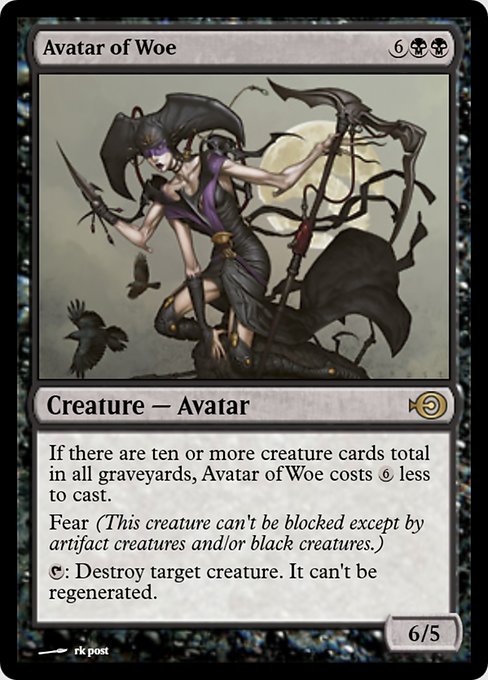 Avatar of Woe 6
Creature — Avatar
If there are ten or more creature cards total
in all graveyards, Avatar of Woe costs 6 less
to cast.
Fear (This creature can't be blocked except by
artifact creatures and/or black creatures.)
: Destroy target creature. It can't be
regenerated.
6/5
rk post